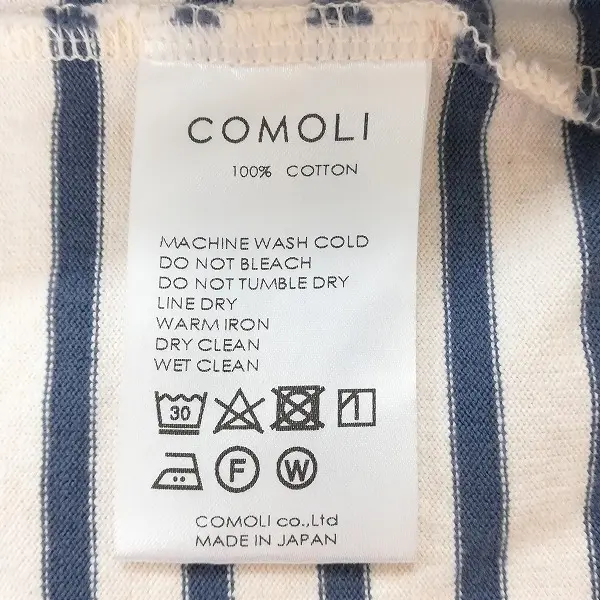 COMOLI
100% COTTON
MACHINE WASH COLD
DO NOT BLEACH
DO NOT TUMBLE DRY
LINE DRY
WARM IRON
DRY CLEAN
WET CLEAN
30
F W
COMOLI co.,Ltd
MADE IN JAPAN